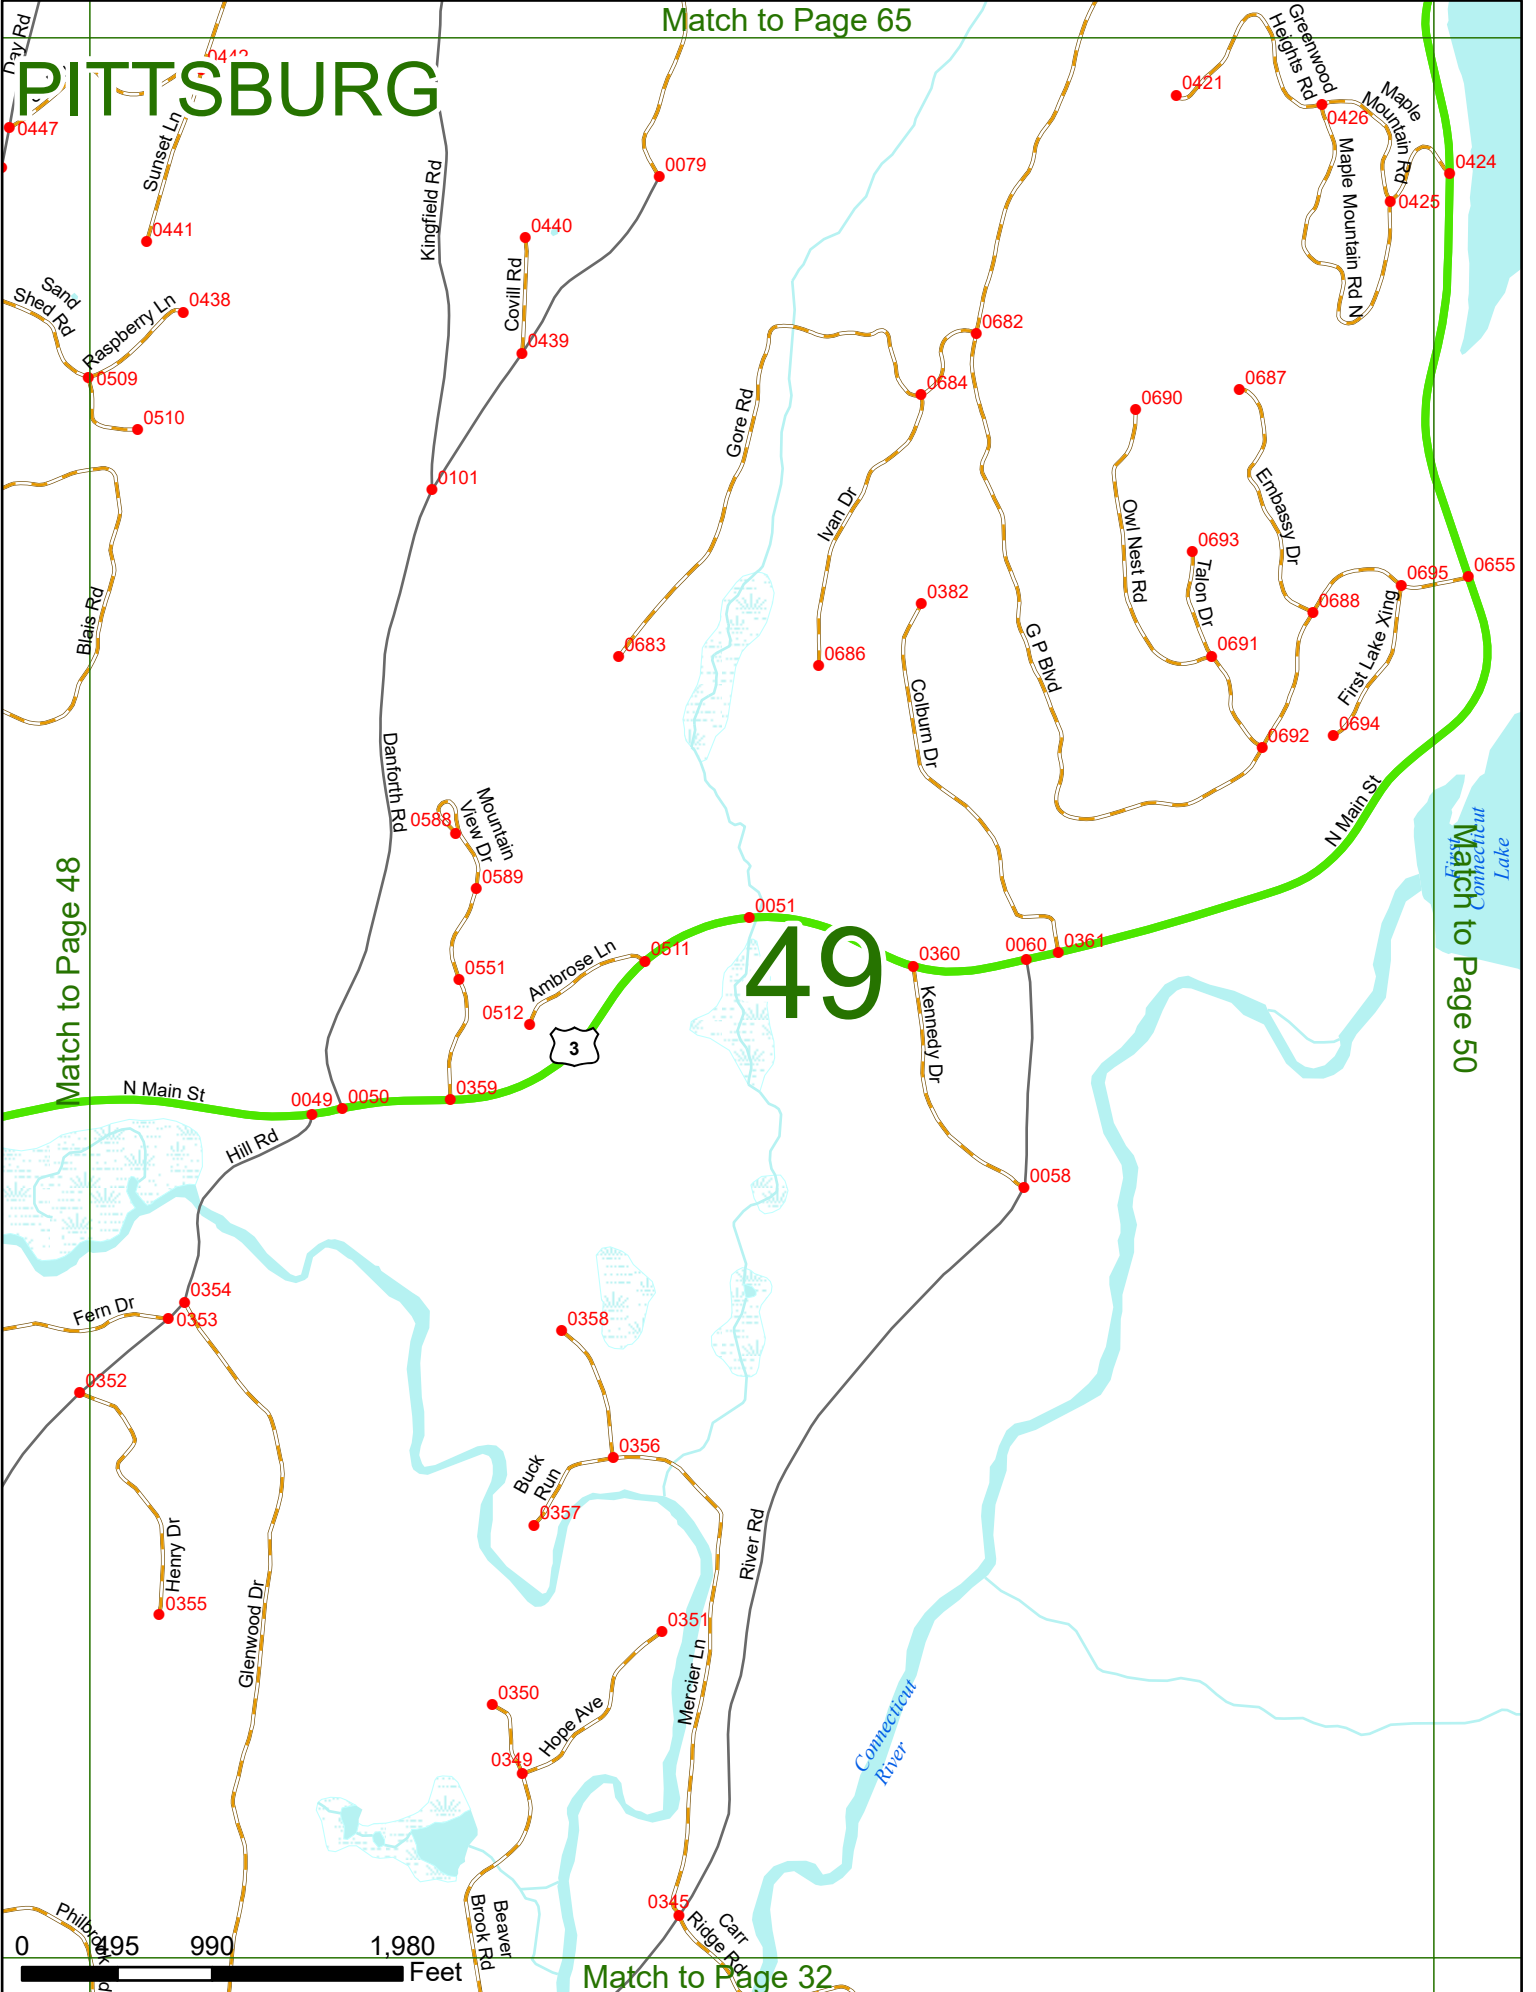 Match to Page 65
PITTSBURG
Day Rd
0442
0447
Sunset Ln
0441
Kingfield Rd
0079
0440
Covill Rd
0439
0421
Greenwood
Heights Rd
0426
Maple
Mountain Rd
0424
0425
Maple Mountain Rd N
Sand
Shed Rd
Raspberry Ln
0438
0509
0510
0101
Blais Rd
Gore Rd
0682
0684
Ivan Dr
0683
0686
0690
0687
Owl Nest Rd
Embassy Dr
0693
Talon Dr
0691
0688
0695
0655
First Lake Xing
0694
0692
0382
Colburn Dr
G P Blvd
Danforth Rd
0588
Mountain
View Dr
0589
0551
N Main St
First
Connecticut
Lake
Match to Page 50
Match to Page 48
0051
49
0511
Ambrose Ln
0512
3
0360
0060
0361
Kennedy Dr
N Main St
0049
0050
0359
Hill Rd
0058
0354
Fern Dr
0353
0352
0358
0356
Buck
Run
0357
Henry Dr
0355
Glenwood Dr
River Rd
0351
Mercier Ln
0350
Hope Ave
0349
Connecticut
River
0345
Carr
Ridge Rd
Beaver
Brook Rd
Philbrook
0 495 990 1,980
Feet
Match to Page 32